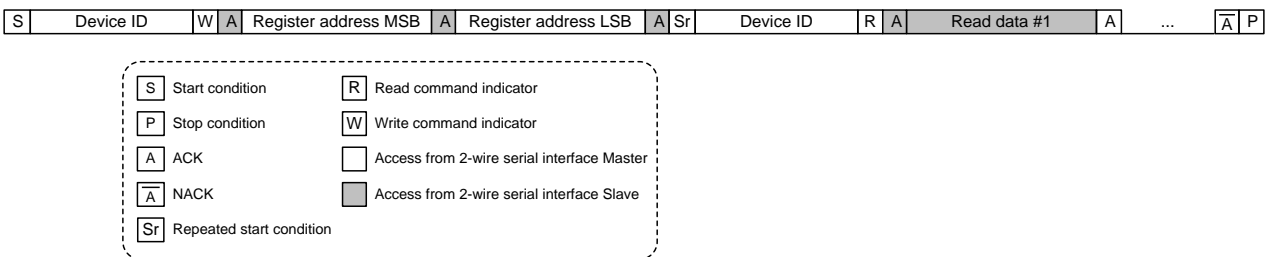 S Device ID W A Register address MSB A Register address LSB A Sr Device ID R A Read data #1 A ... A̅ P
S Start condition R Read command indicator
P Stop condition W Write command indicator
A ACK Access from 2-wire serial interface Master
A̅ NACK Access from 2-wire serial interface Slave
Sr Repeated start condition